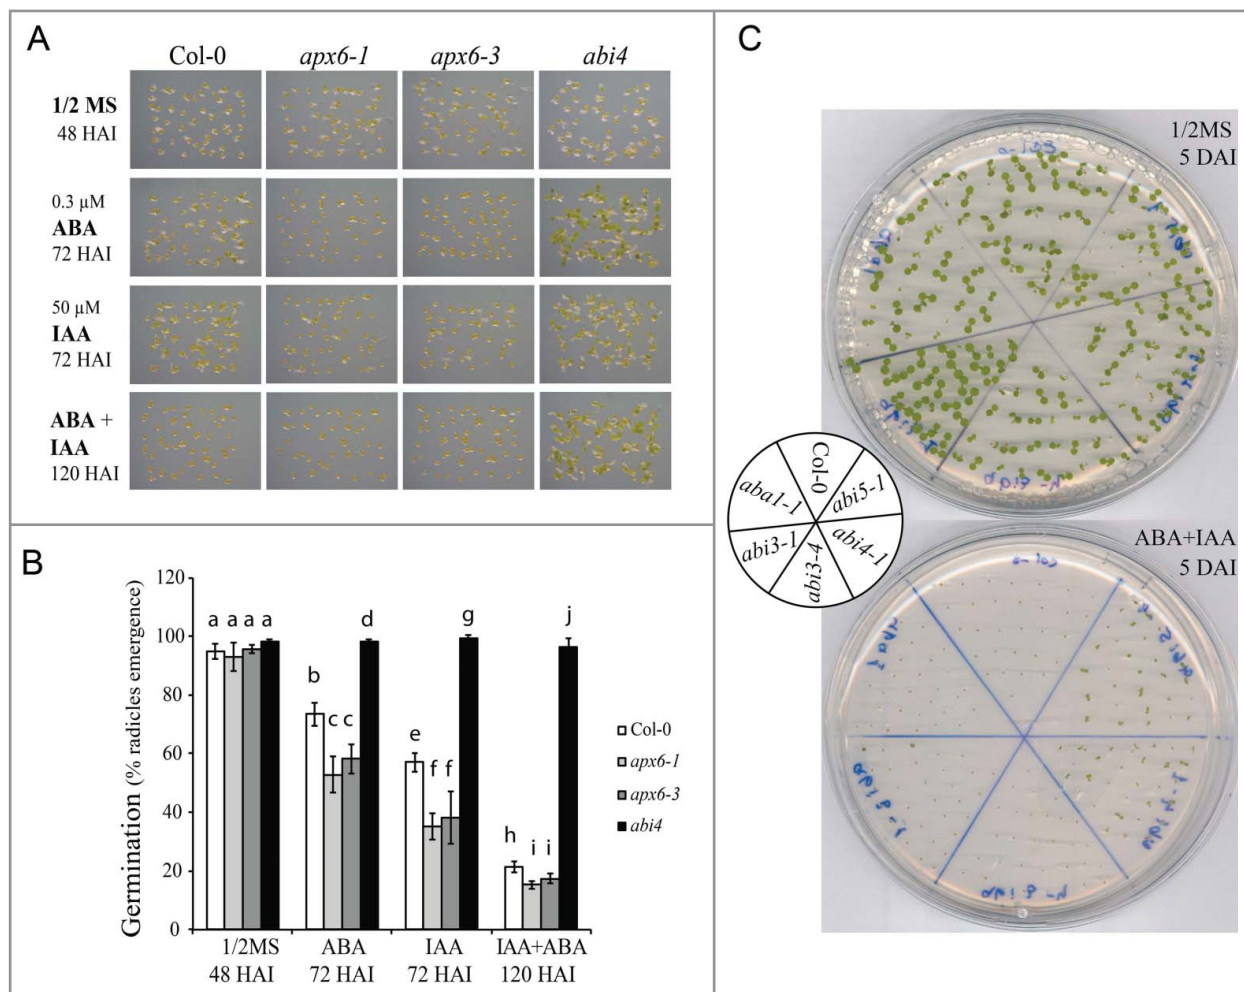 A
Col-0 apx6-1 apx6-3 abi4
1/2 MS
48 HAI
0.3 µM
ABA
72 HAI
50 µM
IAA
72 HAI
ABA +
IAA
120 HAI
B
Germination (% radicles emergence)
120
100
80
60
40
20
0
a a a a
b
c c
d
e
f f
g
h
i i
j
1/2MS ABA IAA IAA+ABA
48 HAI 72 HAI 72 HAI 120 HAI
Col-0
apx6-1
apx6-3
abi4
C
1/2MS
5 DAI
Col-0
abi5-1
abi4-1
abi3-4
abi3-1
aba1-1
ABA+IAA
5 DAI